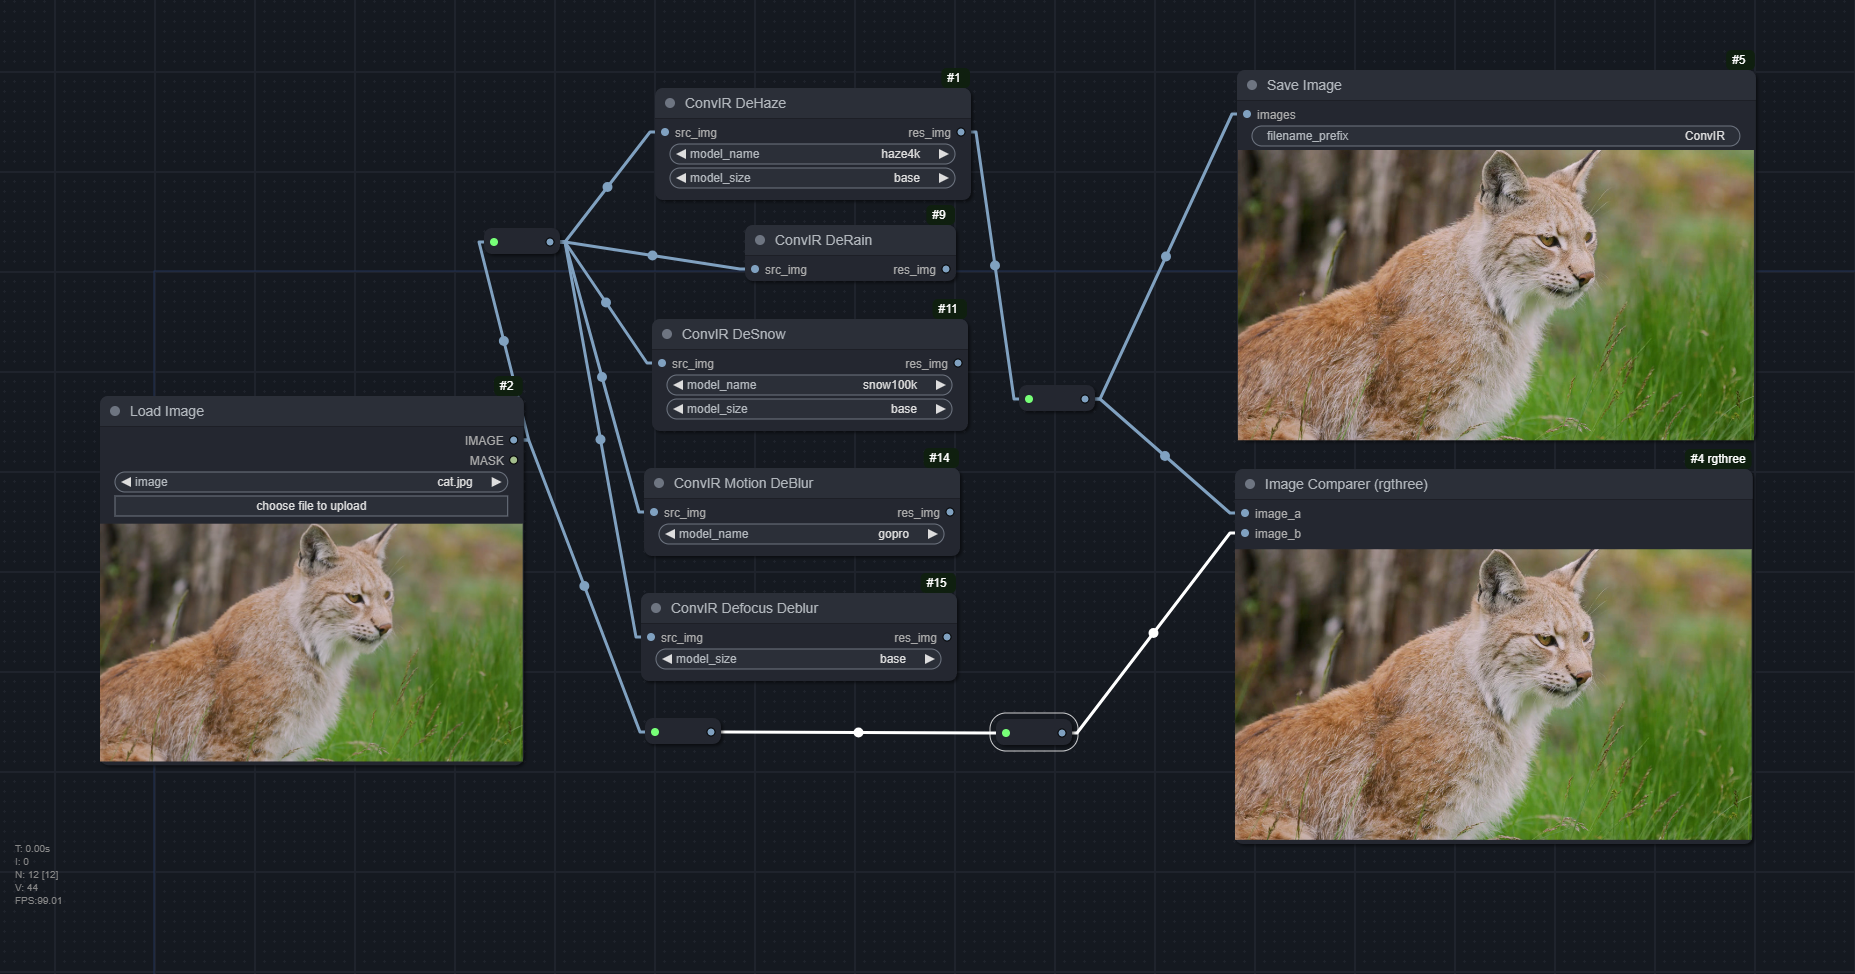 #1
ConvIR DeHaze
src_img res_img
model_name haze4k
model_size base
#9
ConvIR DeRain
src_img res_img
#11
ConvIR DeSnow
src_img res_img
model_name snow100k
model_size base
#14
ConvIR Motion DeBlur
src_img res_img
model_name gopro
#15
ConvIR Defocus Deblur
src_img res_img
model_size base
#2
Load Image
IMAGE
MASK
image cat.jpg
choose file to upload
#5
Save Image
images
filename_prefix ConvIR
#4 rgthree
Image Comparer (rgthree)
image_a
image_b
T: 0.00s
I: 0
N: 12 [12]
V: 44
FPS:99.01